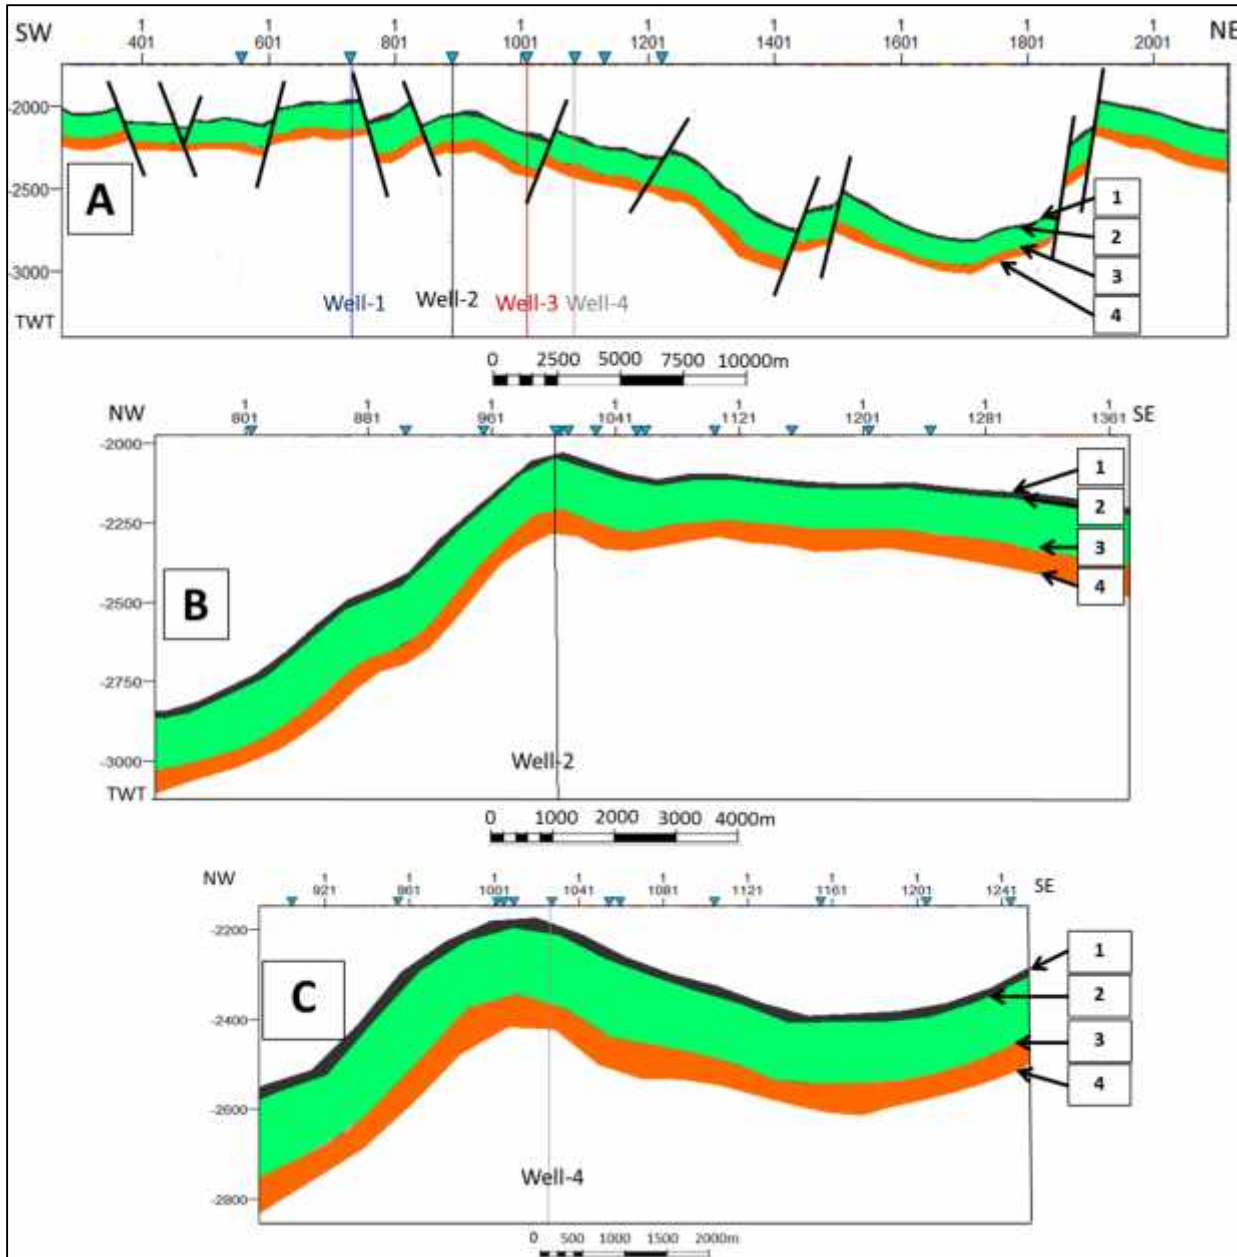 SW 1 1 1 1 1 1 1 1 1 NE
401 601 801 1001 1201 1401 1601 1801 2001
-2000
-2500
-3000
TWT
A
1
2
3
4
Well-1 Well-2 Well-3 Well-4
0 2500 5000 7500 10000m
NW 1 1 1 1 1 1 1 1 SE
801 881 961 1041 1121 1201 1281 1361
-2000
-2250
-2500
-2750
-3000
TWT
B
1
2
3
4
Well-2
0 1000 2000 3000 4000m
NW 1 1 1 1 1 1 1 1 1 SE
921 961 1001 1041 1081 1121 1161 1201 1241
-2200
-2400
-2600
-2800
C
1
2
3
4
Well-4
0 500 1000 1500 2000m